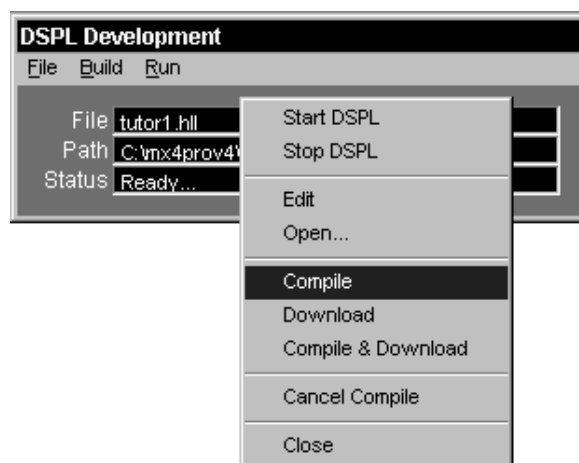 DSPL Development
File Build Run
File tutor1.hll
Path C:\mx4prov4\
Status Ready...
Start DSPL
Stop DSPL
Edit
Open...
Compile
Download
Compile & Download
Cancel Compile
Close